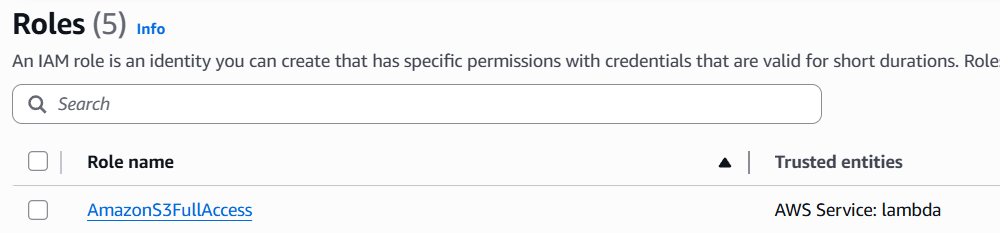 Roles (5) Info
An IAM role is an identity you can create that has specific permissions with credentials that are valid for short durations. Roles
Search
Role name Trusted entities
AmazonS3FullAccess AWS Service: lambda